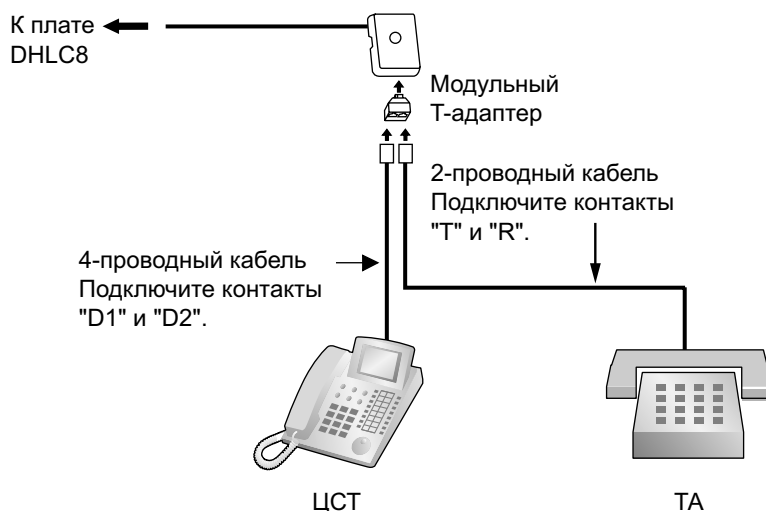 К плате
DHLC8
Модульный
Т-адаптер
2-проводный кабель
Подключите контакты
"T" и "R".
4-проводный кабель
Подключите контакты
"D1" и "D2".
ЦСТ
ТА